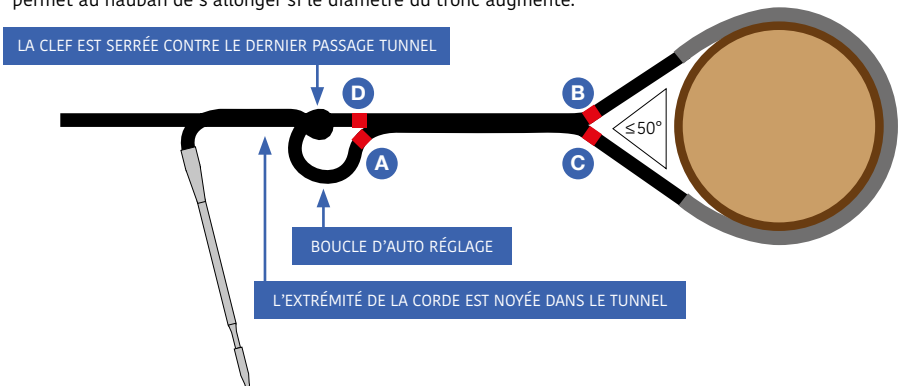 permet au hauban de s'allonger si le diamètre du tronc augmente.
LA CLEF EST SERRÉE CONTRE LE DERNIER PASSAGE TUNNEL
D
B
≤50°
A
C
BOUCLE D'AUTO RÉGLAGE
L'EXTRÉMITÉ DE LA CORDE EST NOYÉE DANS LE TUNNEL